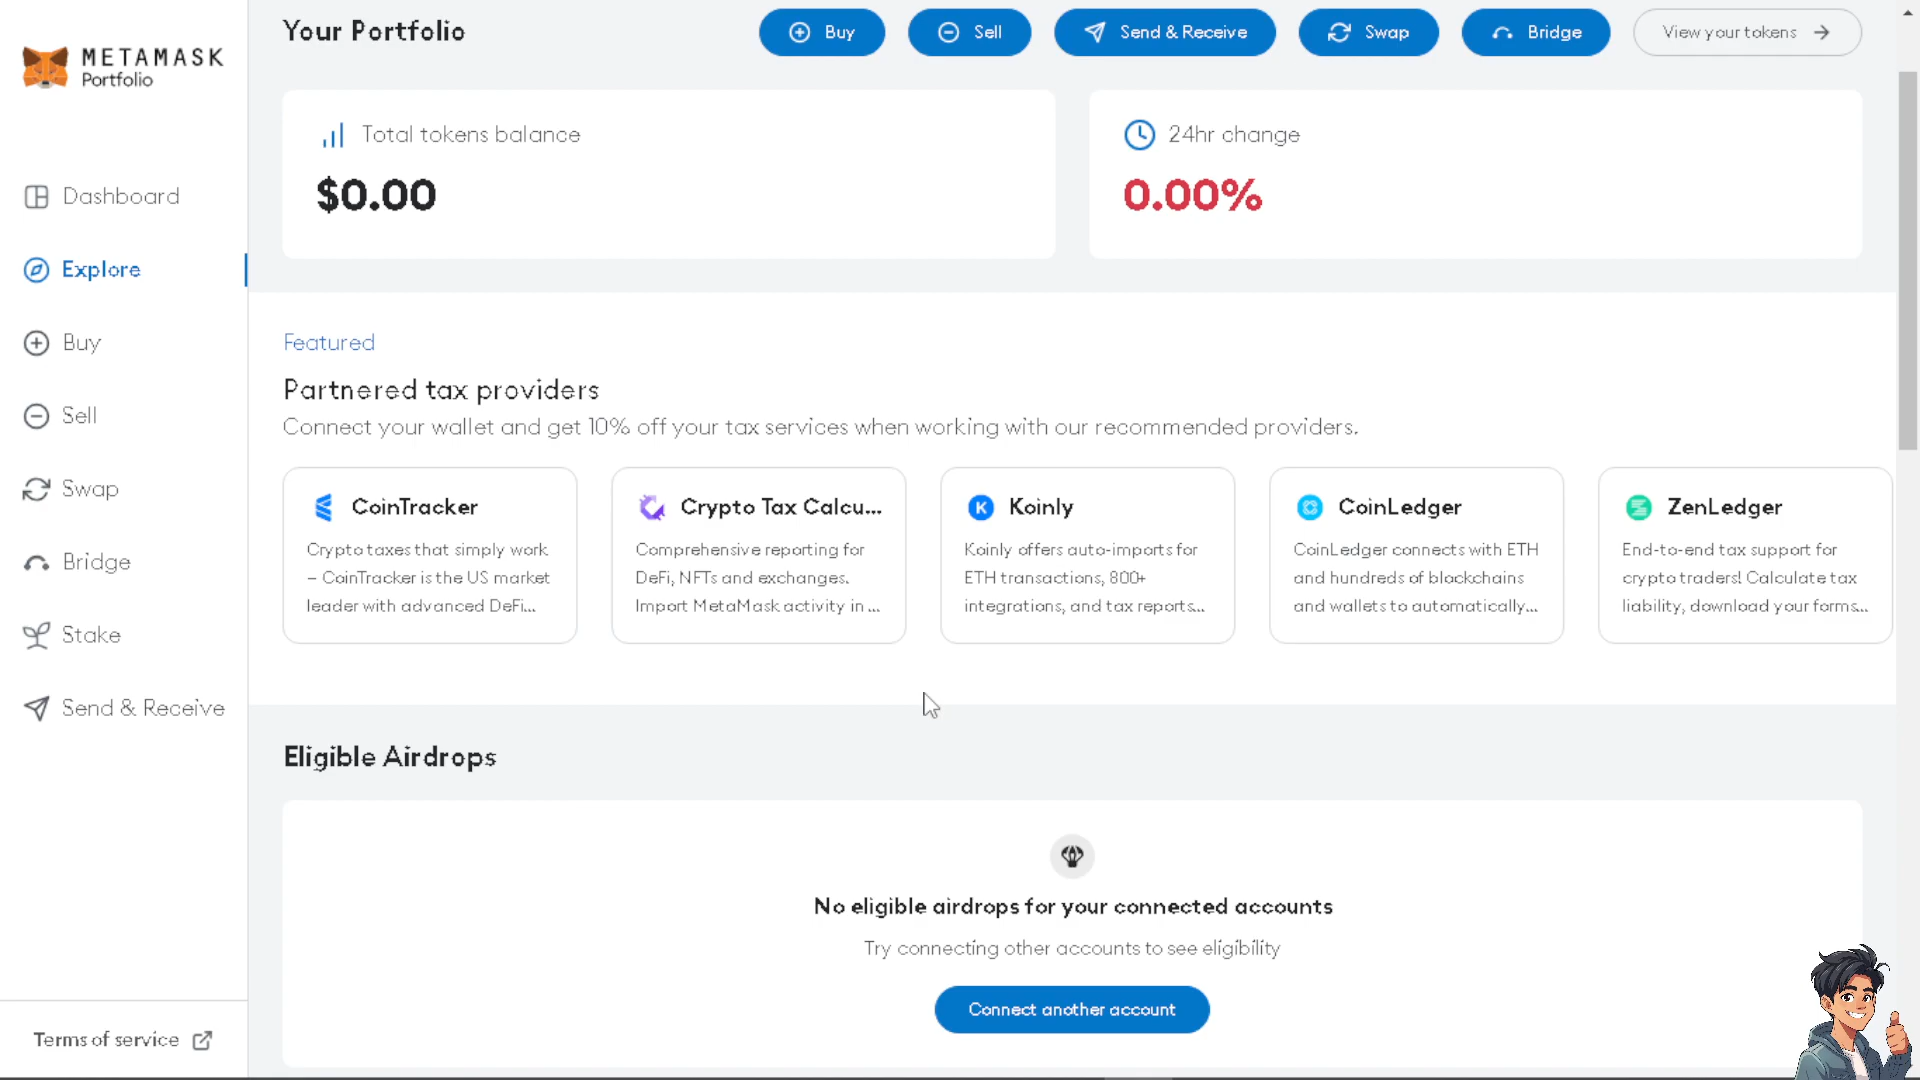 METAMASK
Portfolio
Dashboard
Explore
Buy
Sell
Swap
Bridge
Stake
Send & Receive
Terms of service
Your Portfolio
Buy
Sell
Send & Receive
Swap
Bridge
View your tokens
Total tokens balance
$0.00
24hr change
0.00%
Featured
Partnered tax providers
Connect your wallet and get 10% off your tax services when working with our recommended providers.
CoinTracker
Crypto taxes that simply work
– CoinTracker is the US market
leader with advanced DeFi...
Crypto Tax Calcu...
Comprehensive reporting for
DeFi, NFTs and exchanges.
Import MetaMask activity in ...
K
Koinly
Koinly offers auto-imports for
ETH transactions, 800+
integrations, and tax reports...
CoinLedger
CoinLedger connects with ETH
and hundreds of blockchains
and wallets to automatically...
ZenLedger
End-to-end tax support for
crypto traders! Calculate tax
liability, download your forms...
Eligible Airdrops
No eligible airdrops for your connected accounts
Try connecting other accounts to see eligibility
Connect another account